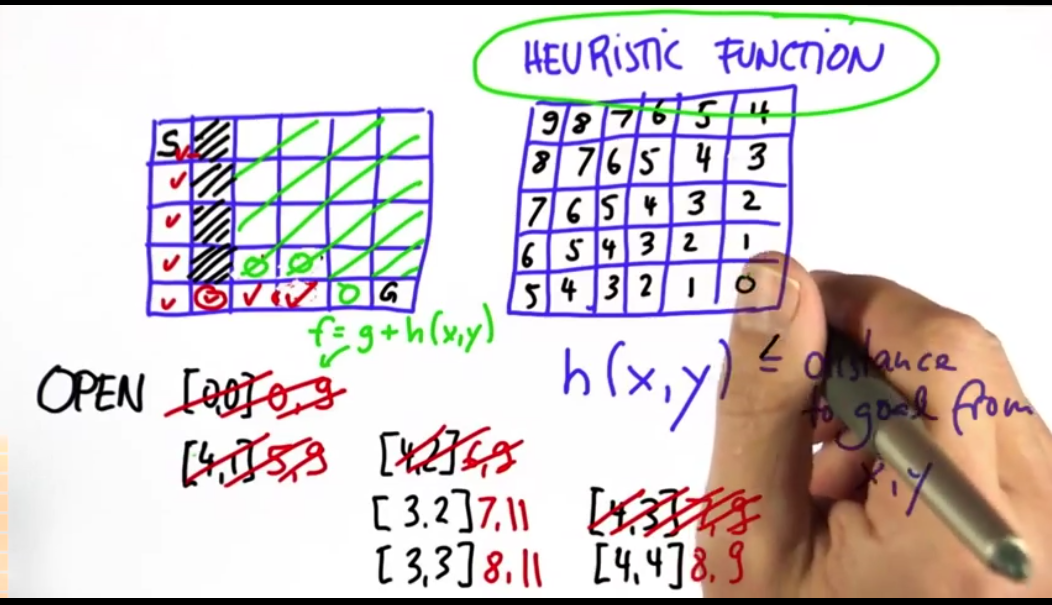 HEURISTIC FUNCTION
S
G
9 8 7 6 5 4
8 7 6 5 4 3
7 6 5 4 3 2
6 5 4 3 2 1
5 4 3 2 1 0
f = g + h(x,y)
h(x,y) ≤ distance
to goal from
x,y
OPEN [0,0] 0,9
[4,1] 5,9
[4,2] 6,9
[3.2] 7,11
[3,3] 8,11
[4,3] 7,9
[4,4] 8,9